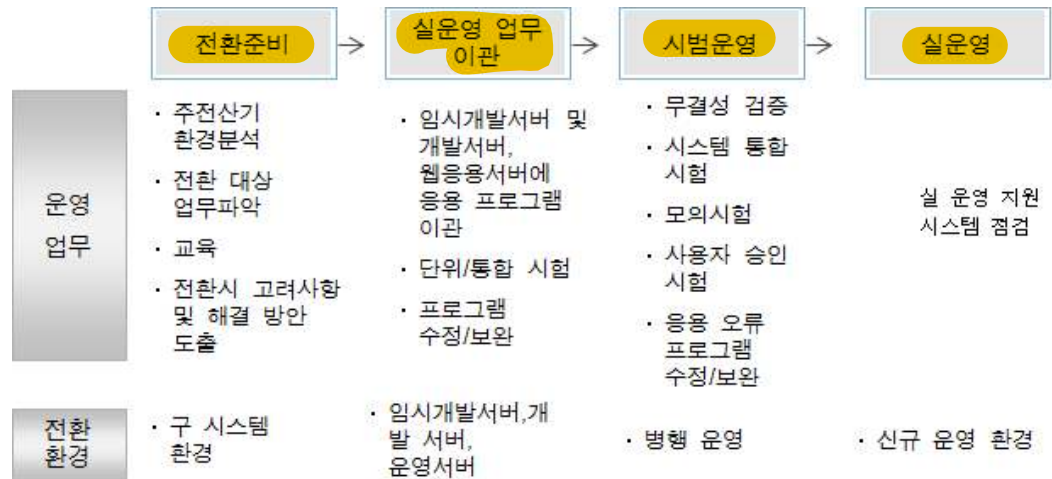 전환준비
실운영 업무
이관
시범운영
실운영
운영
업무
· 주전산기
환경분석
· 전환 대상
업무파악
· 교육
· 전환시 고려사항
및 해결 방안
도출
· 임시개발서버 및
개발서버,
웹응용서버에
응용 프로그램
이관
· 단위/통합 시험
· 프로그램
수정/보완
· 무결성 검증
· 시스템 통합
시험
· 모의시험
· 사용자 승인
시험
· 응용 오류
프로그램
수정/보완
실 운영 지원
시스템 점검
전환
환경
· 구 시스템
환경
· 임시개발서버,개
발 서버,
운영서버
· 병행 운영
· 신규 운영 환경